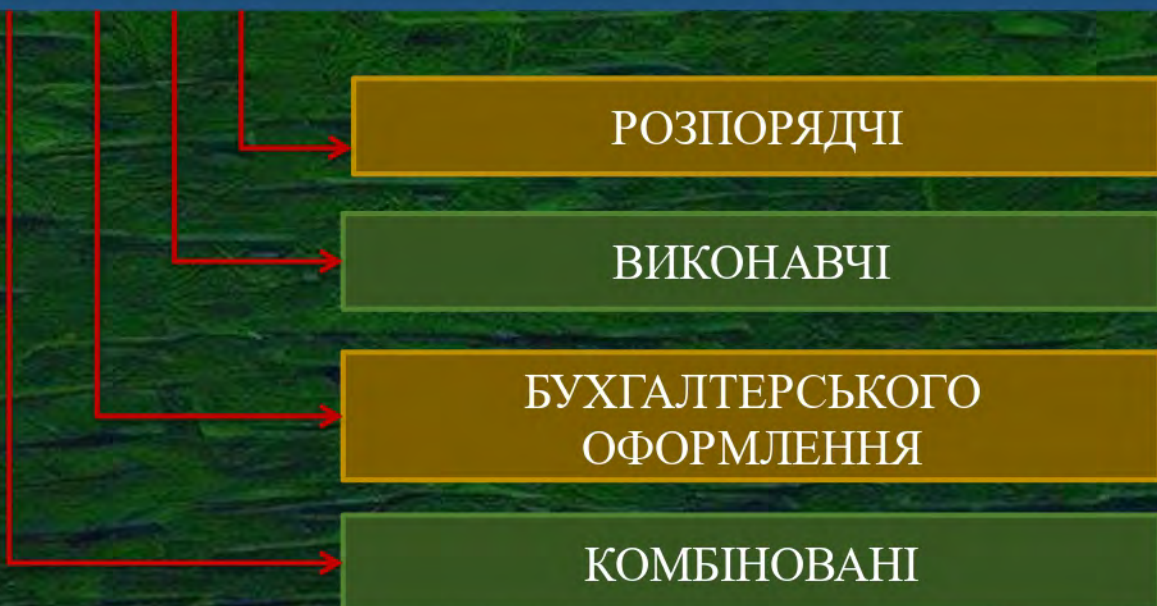 РОЗПОРЯДЧІ
ВИКОНАВЧІ
БУХГАЛТЕРСЬКОГО
ОФОРМЛЕННЯ
КОМБІНОВАНІ